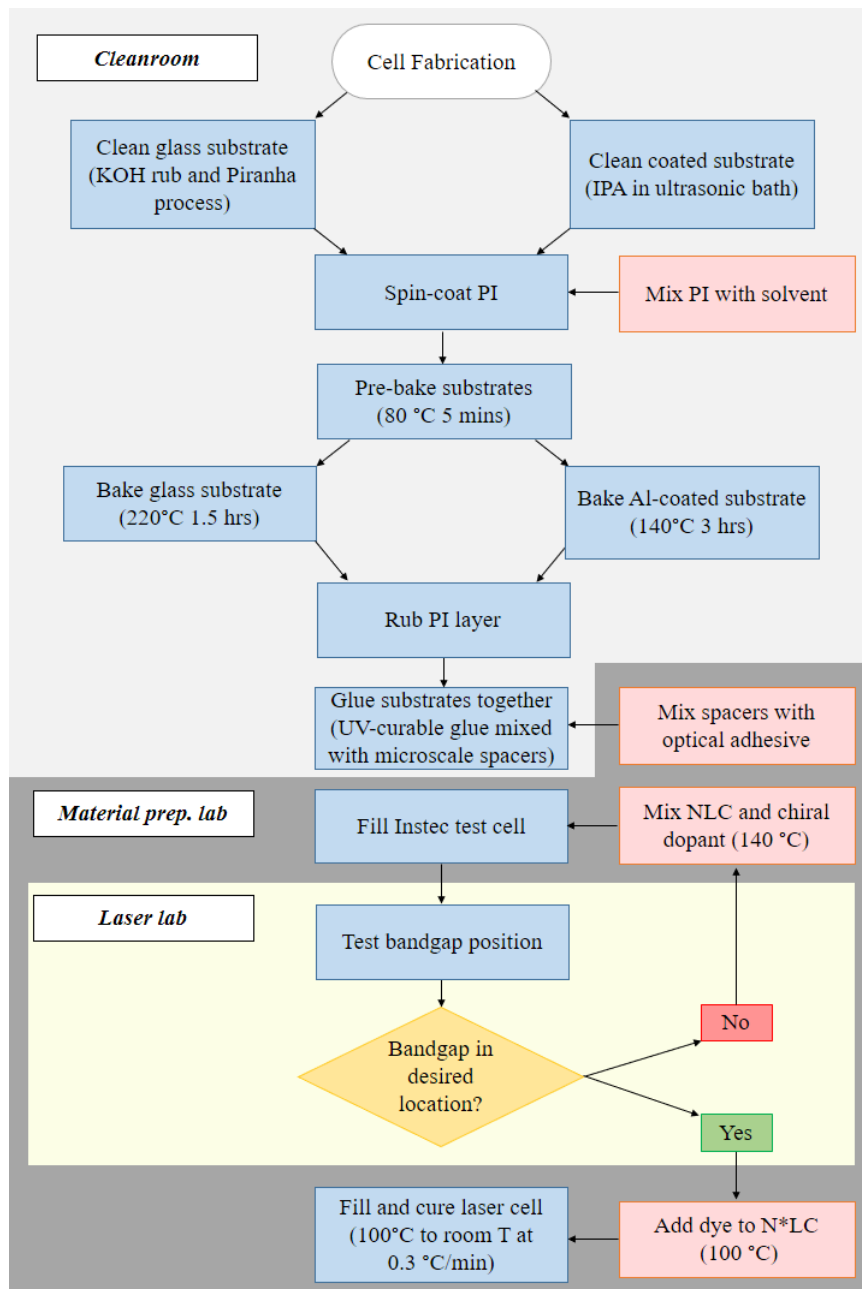 Cleanroom
Cell Fabrication
Clean glass substrate
(KOH rub and Piranha
process)
Clean coated substrate
(IPA in ultrasonic bath)
Spin-coat PI
Mix PI with solvent
Pre-bake substrates
(80 °C 5 mins)
Bake glass substrate
(220°C 1.5 hrs)
Bake Al-coated substrate
(140°C 3 hrs)
Rub PI layer
Glue substrates together
(UV-curable glue mixed
with microscale spacers)
Mix spacers with
optical adhesive
Material prep. lab
Fill Instec test cell
Mix NLC and chiral
dopant (140 °C)
Laser lab
Test bandgap position
Bandgap in
desired
location?
No
Yes
Fill and cure laser cell
(100°C to room T at
0.3 °C/min)
Add dye to N*LC
(100 °C)